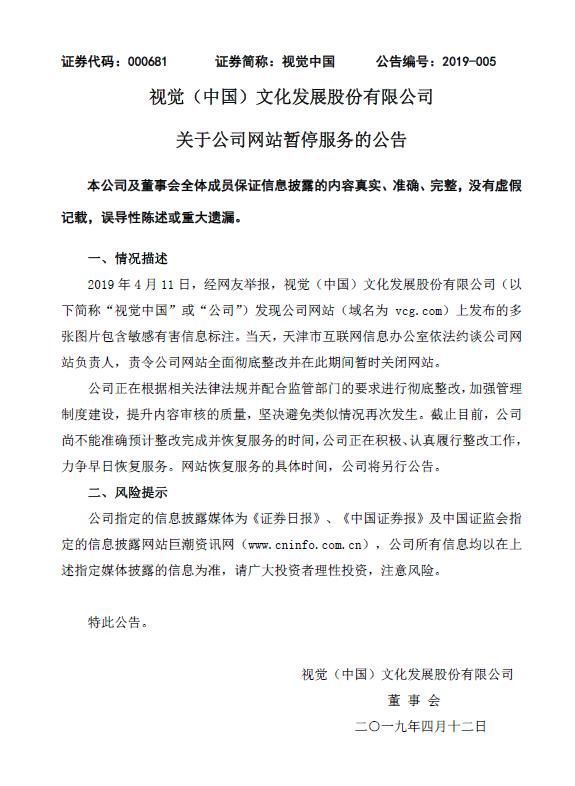 证券代码：000681 证券简称：视觉中国 公告编号：2019-005
视觉（中国）文化发展股份有限公司
关于公司网站暂停服务的公告
本公司及董事会全体成员保证信息披露的内容真实、准确、完整，没有虚假
记载，误导性陈述或重大遗漏。
一、情况描述
2019 年 4 月 11 日，经网友举报，视觉（中国）文化发展股份有限公司（以
下简称“视觉中国”或“公司”）发现公司网站（域名为 vcg.com）上发布的多
张图片包含敏感有害信息标注。当天，天津市互联网信息办公室依法约谈公司网
站负责人，责令公司网站全面彻底整改并在此期间暂时关闭网站。
公司正在根据相关法律法规并配合监管部门的要求进行彻底整改，加强管理
制度建设，提升内容审核的质量，坚决避免类似情况再次发生。截止目前，公司
尚不能准确预计整改完成并恢复服务的时间，公司正在积极、认真履行整改工作，
力争早日恢复服务。网站恢复服务的具体时间，公司将另行公告。
二、风险提示
公司指定的信息披露媒体为《证券日报》、《中国证券报》及中国证监会指
定的信息披露网站巨潮资讯网（www.cninfo.com.cn），公司所有信息均以在上
述指定媒体披露的信息为准，请广大投资者理性投资，注意风险。
特此公告。
视觉（中国）文化发展股份有限公司
董 事 会
二〇一九年四月十二日